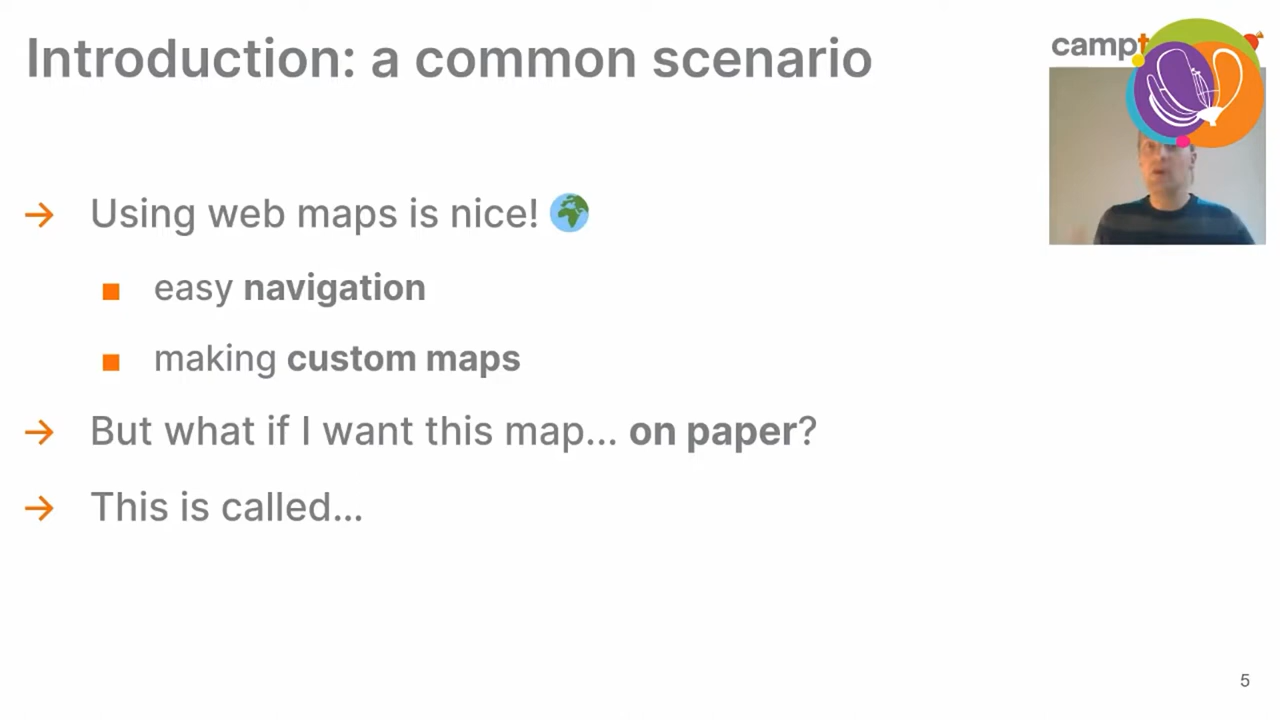 Introduction: a common scenario
→ Using web maps is nice! 🌍
▪ easy navigation
▪ making custom maps
→ But what if I want this map... on paper?
→ This is called...
5